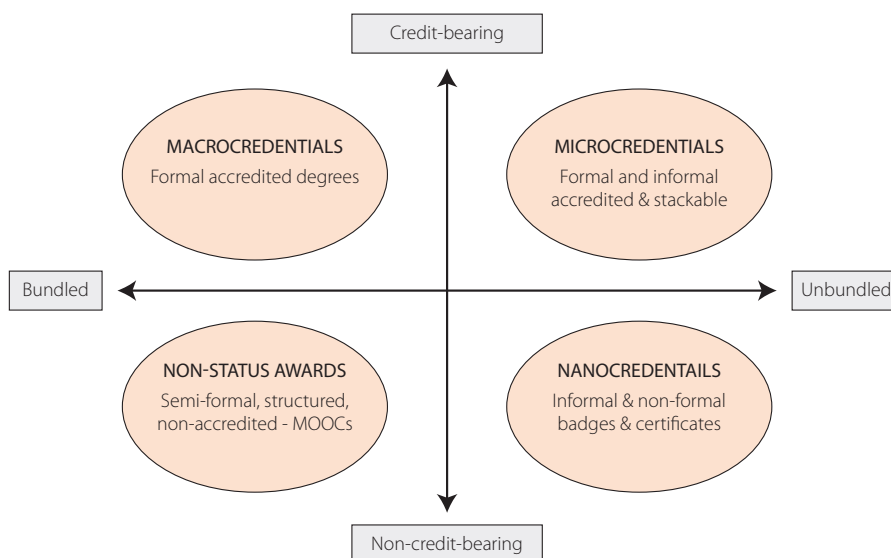 Credit-bearing
MACROCREDENTIALS
Formal accredited degrees
MICROCREDENTIALS
Formal and informal
accredited & stackable
Bundled
Unbundled
NON-STATUS AWARDS
Semi-formal, structured,
non-accredited - MOOCs
NANOCREDENTAILS
Informal & non-formal
badges & certificates
Non-credit-bearing